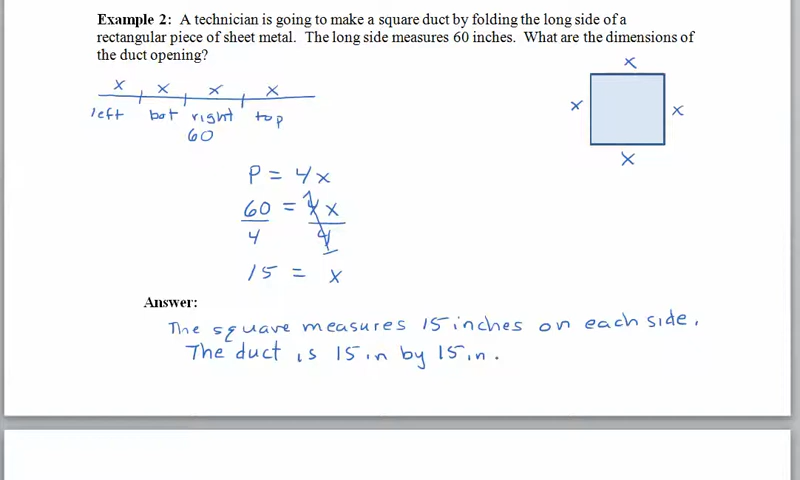 Example 2: A technician is going to make a square duct by folding the long side of a
rectangular piece of sheet metal. The long side measures 60 inches. What are the dimensions of
the duct opening?
x x x x
left bot right top
60
x
x x
x
P = 4x
60 = 4x
4 4
15 = x
Answer:
The square measures 15 inches on each side.
The duct is 15 in by 15 in.